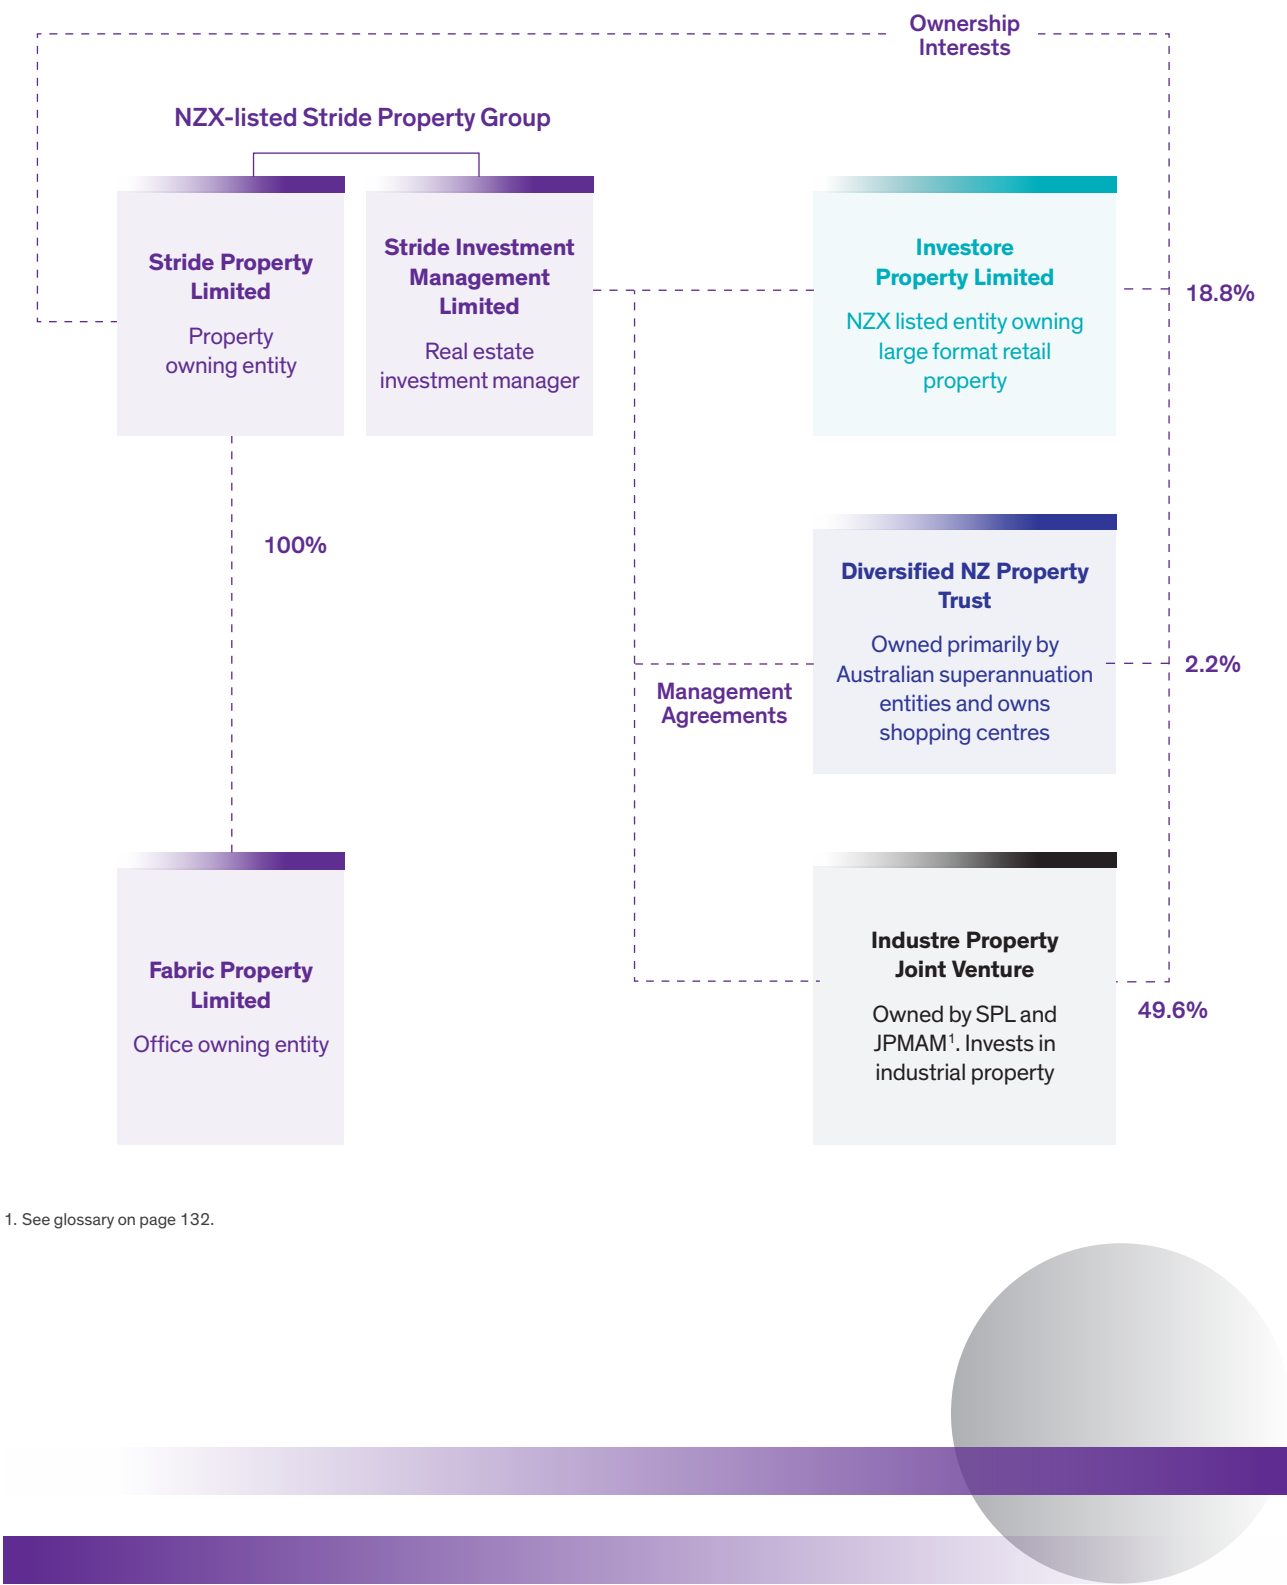 Ownership
Interests
NZX-listed Stride Property Group
Stride Property
Limited
Property
owning entity
Stride Investment
Management
Limited
Real estate
investment manager
Investore
Property Limited
NZX listed entity owning
large format retail
property
18.8%
100%
Diversified NZ Property
Trust
Owned primarily by
Australian superannuation
entities and owns
shopping centres
2.2%
Management
Agreements
Fabric Property
Limited
Office owning entity
Industre Property
Joint Venture
Owned by SPL and
JPMAM¹. Invests in
industrial property
49.6%
1. See glossary on page 132.